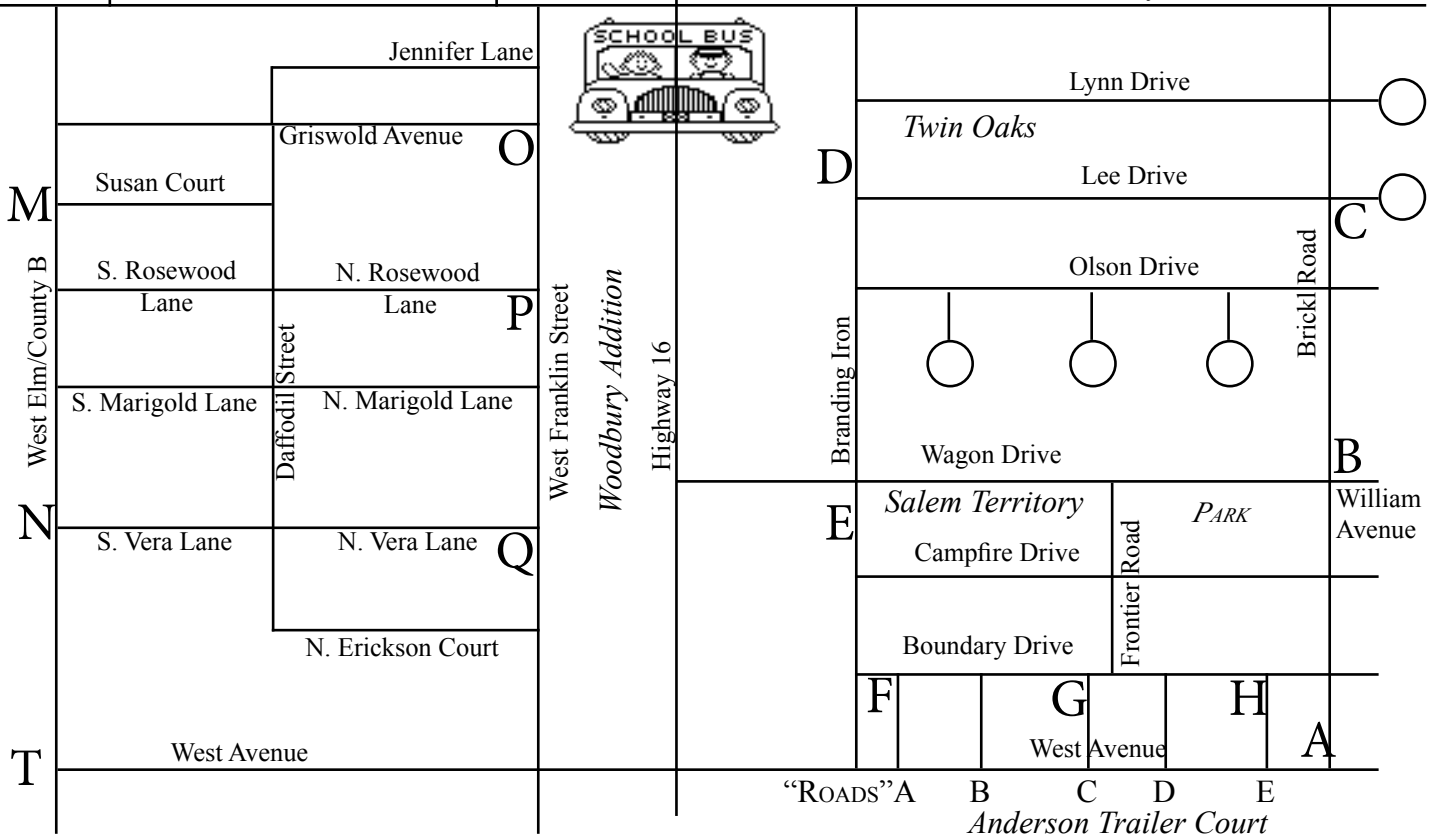 SCHOOL BUS
Jennifer Lane
Lynn Drive
Griswold Avenue
O
Twin Oaks
D
Susan Court
Lee Drive
M
C
S. Rosewood
Lane
N. Rosewood
Lane
Olson Drive
P
West Elm/County B
Daffodil Street
West Franklin Street
Woodbury Addition
Highway 16
Branding Iron
Brickl Road
S. Marigold Lane
N. Marigold Lane
Wagon Drive
B
N
Salem Territory
PARK
William
Avenue
E
S. Vera Lane
N. Vera Lane
Q
Campfire Drive
Frontier Road
N. Erickson Court
Boundary Drive
F
G
H
A
T
West Avenue
West Avenue
“ROADS”A B C D E
Anderson Trailer Court